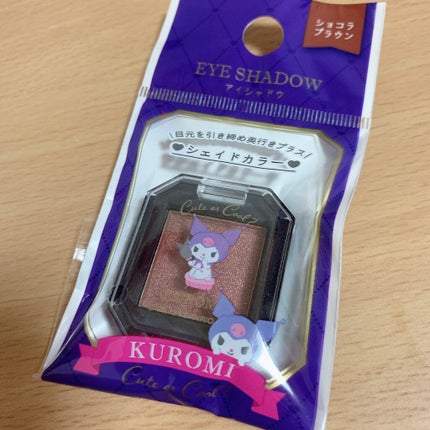 ショコラ
ブラウン
EYE SHADOW
アイシャドウ
目元を引き締め奥行きプラス
シェイドカラー
Cute as Cool
KUROMI
Cute as Cool